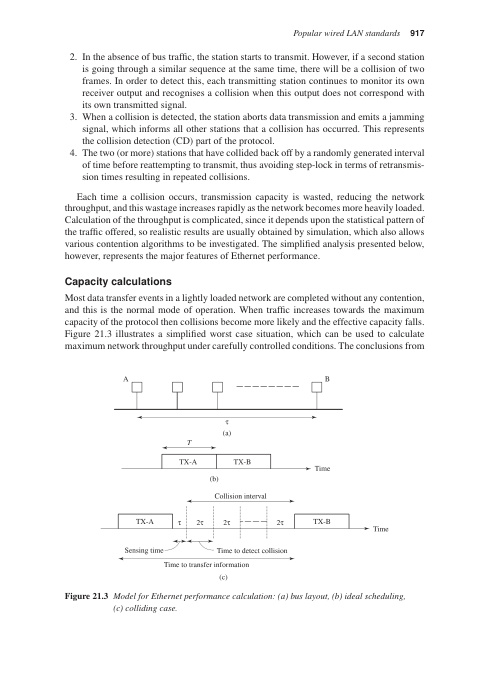 Popular wired LAN standards 917
2. In the absence of bus traffic, the station starts to transmit. However, if a second station
is going through a similar sequence at the same time, there will be a collision of two
frames. In order to detect this, each transmitting station continues to monitor its own
receiver output and recognises a collision when this output does not correspond with
its own transmitted signal.
3. When a collision is detected, the station aborts data transmission and emits a jamming
signal, which informs all other stations that a collision has occurred. This represents
the collision detection (CD) part of the protocol.
4. The two (or more) stations that have collided back off by a randomly generated interval
of time before reattempting to transmit, thus avoiding step-lock in terms of retransmis-
sion times resulting in repeated collisions.
Each time a collision occurs, transmission capacity is wasted, reducing the network
throughput, and this wastage increases rapidly as the network becomes more heavily loaded.
Calculation of the throughput is complicated, since it depends upon the statistical pattern of
the traffic offered, so realistic results are usually obtained by simulation, which also allows
various contention algorithms to be investigated. The simplified analysis presented below,
however, represents the major features of Ethernet performance.
Capacity calculations
Most data transfer events in a lightly loaded network are completed without any contention,
and this is the normal mode of operation. When traffic increases towards the maximum
capacity of the protocol then collisions become more likely and the effective capacity falls.
Figure 21.3 illustrates a simplified worst case situation, which can be used to calculate
maximum network throughput under carefully controlled conditions. The conclusions from
A B
τ
(a)
T
TX-A TX-B
Time
(b)
Collision interval
TX-A τ 2τ 2τ 2τ TX-B
Time
Sensing time Time to detect collision
Time to transfer information
(c)
Figure 21.3 Model for Ethernet performance calculation: (a) bus layout, (b) ideal scheduling,
(c) colliding case.